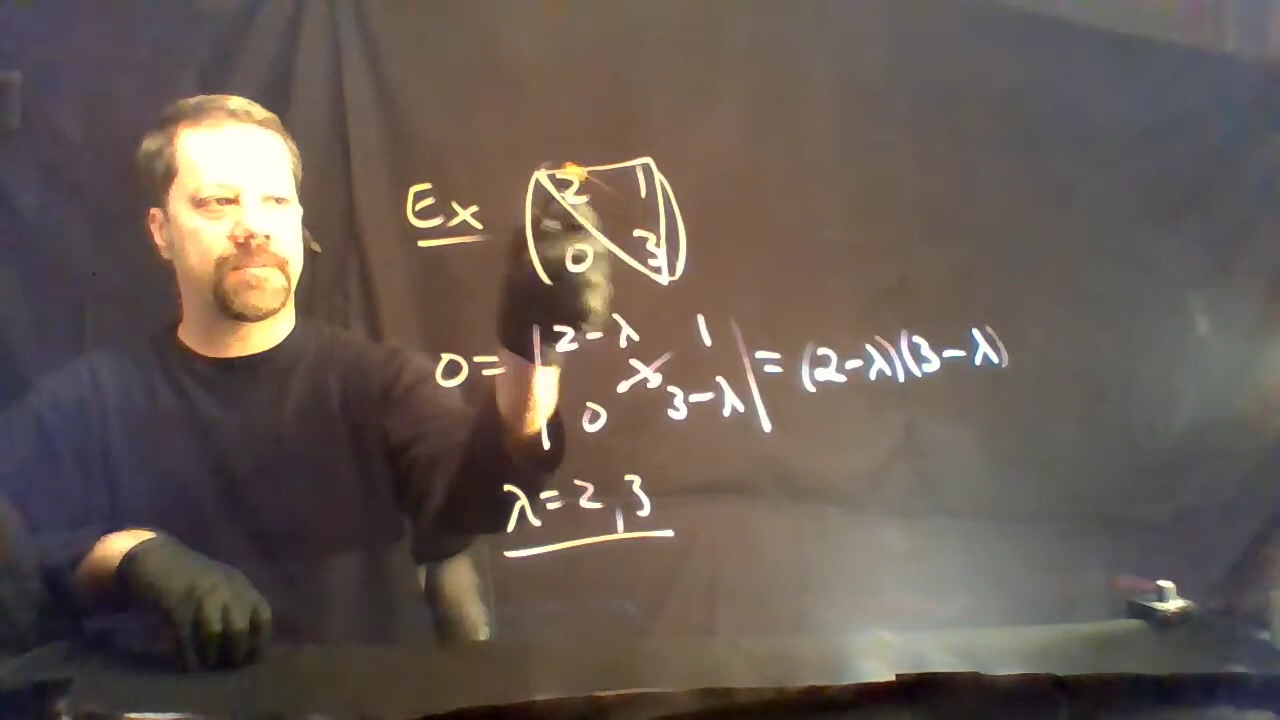 Ex (2 1
0 3)
0 = |2-λ 1
0 3-λ| = (2-λ)(3-λ)
λ = 2, 3